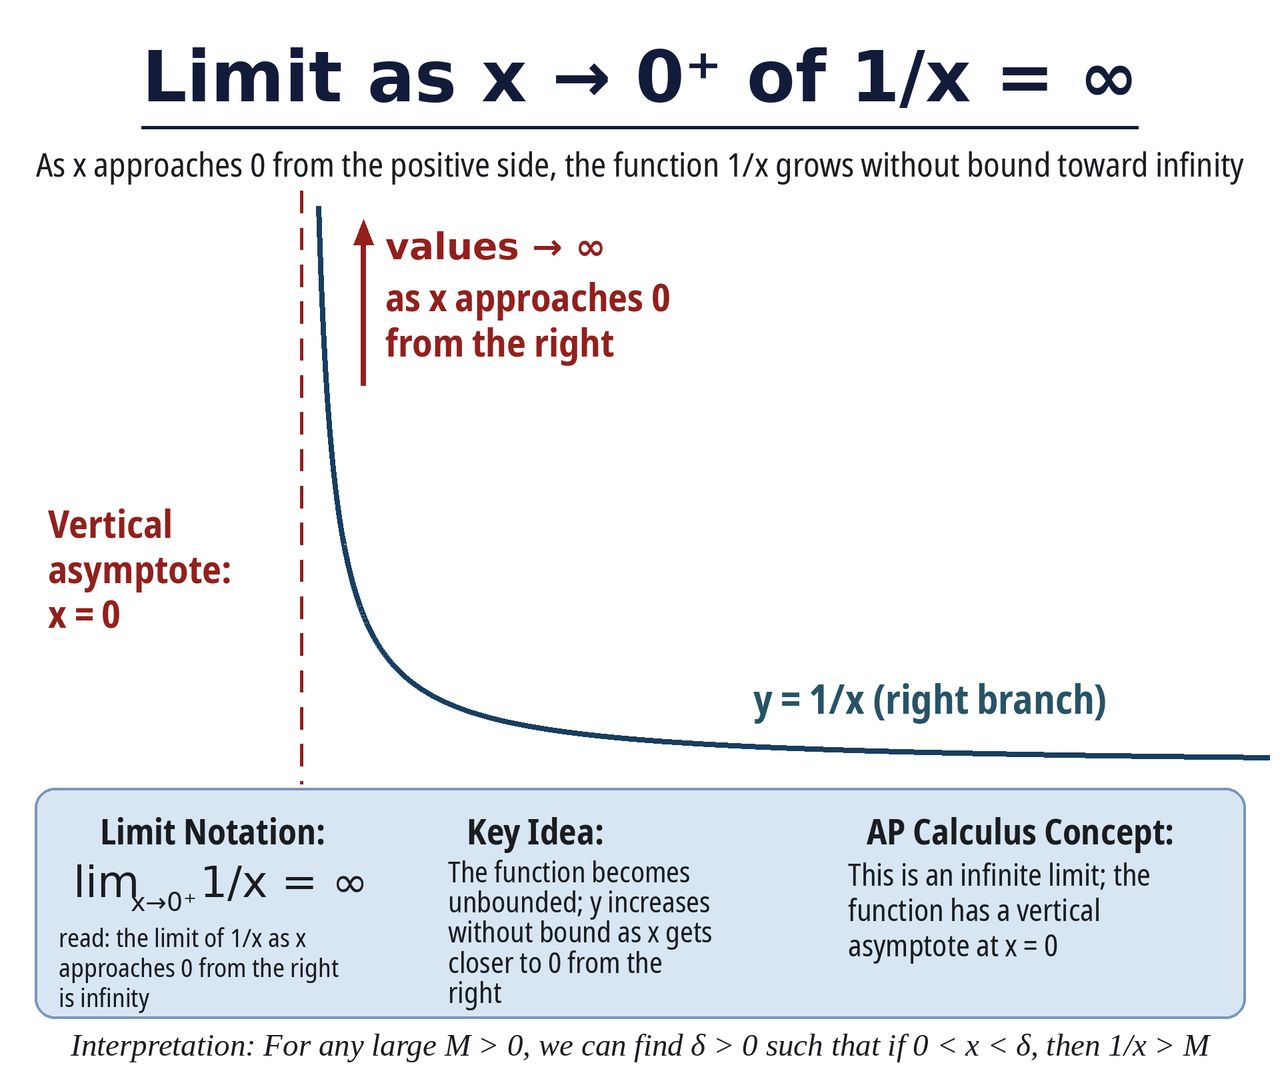 Limit as x → 0⁺ of 1/x = ∞
As x approaches 0 from the positive side, the function 1/x grows without bound toward infinity
values → ∞
as x approaches 0
from the right
Vertical
asymptote:
x = 0
y = 1/x (right branch)
Limit Notation:
limₓ→₀⁺ 1/x = ∞
read: the limit of 1/x as x
approaches 0 from the right
is infinity
Key Idea:
The function becomes
unbounded; y increases
without bound as x gets
closer to 0 from the
right
AP Calculus Concept:
This is an infinite limit; the
function has a vertical
asymptote at x = 0
Interpretation: For any large M > 0, we can find δ > 0 such that if 0 < x < δ, then 1/x > M